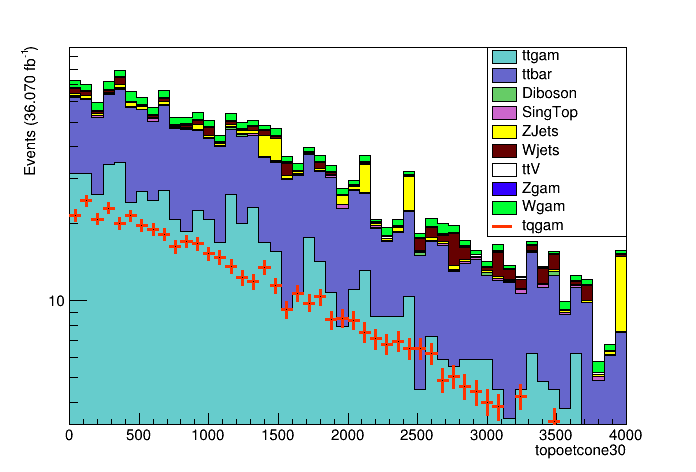 Events (36.070 fb⁻¹)
ttgam
ttbar
Diboson
SingTop
ZJets
Wjets
ttV
Zgam
Wgam
tqgam
10
0 500 1000 1500 2000 2500 3000 3500 4000
topoetcone30